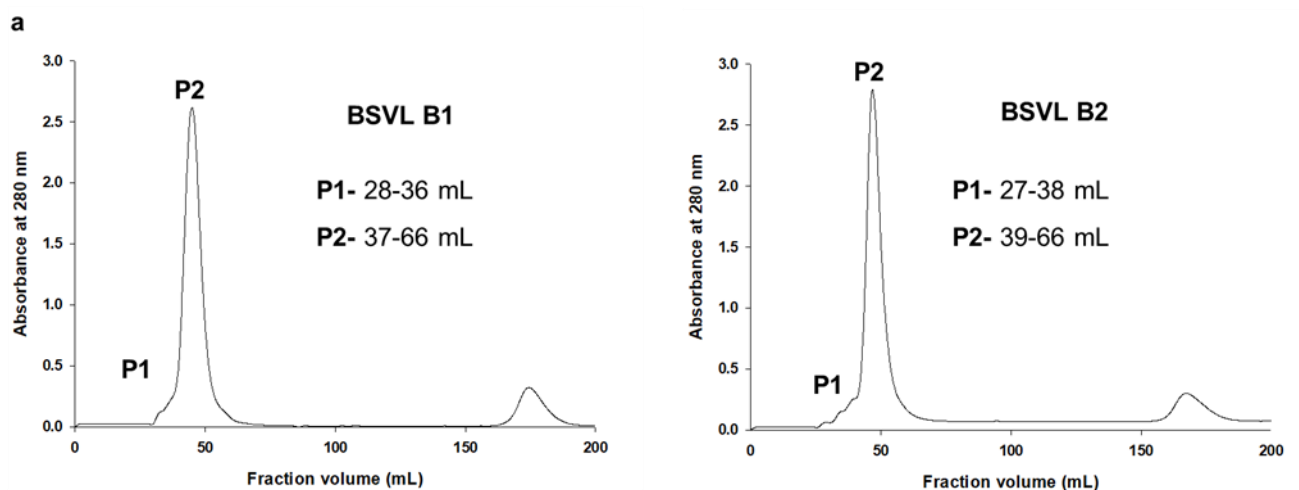 a
3.0
2.5
2.0
1.5
1.0
0.5
0.0
Absorbance at 280 nm
P2
P1
BSVL B1
P1- 28-36 mL
P2- 37-66 mL
0 50 100 150 200
Fraction volume (mL)
3.0
2.5
2.0
1.5
1.0
0.5
0.0
Absorbance at 280 nm
P2
P1
BSVL B2
P1- 27-38 mL
P2- 39-66 mL
0 50 100 150 200
Fraction volume (mL)